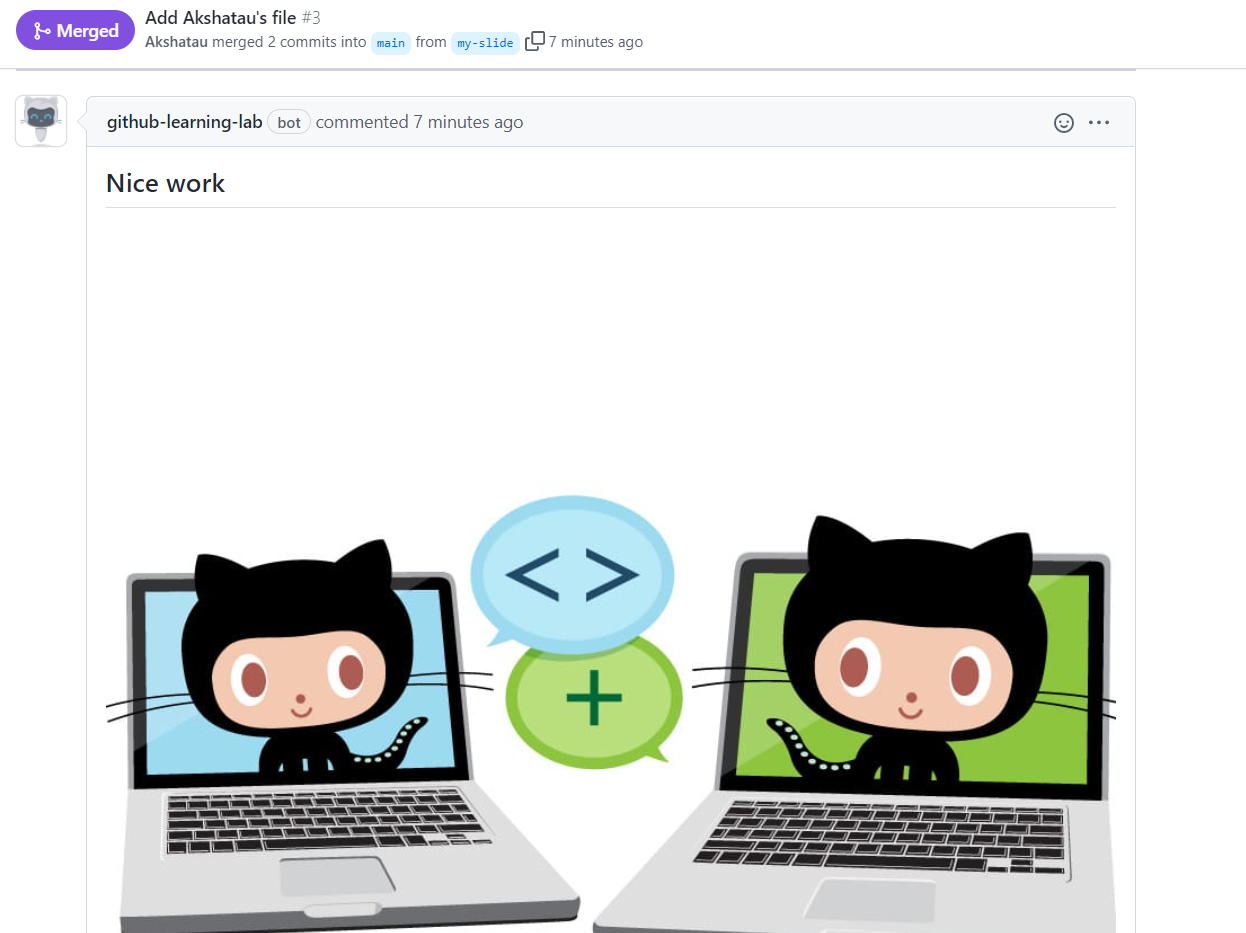 Merged
Add Akshatau's file #3
Akshatau merged 2 commits into main from my-slide 7 minutes ago
github-learning-lab bot commented 7 minutes ago
Nice work
< >
+